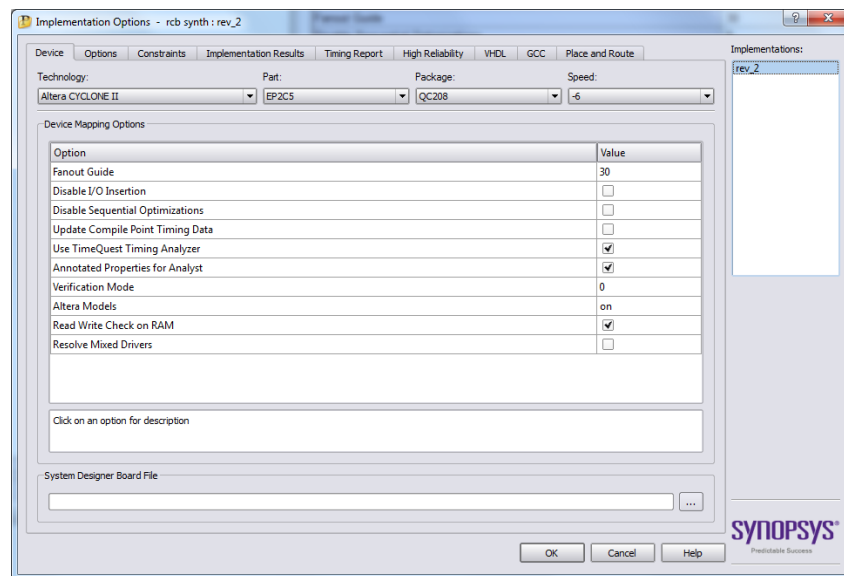 Implementation Options - rcb synth : rev_2
Fanout Guide
Device Options Constraints Implementation Results Timing Report High Reliability VHDL GCC Place and Route
Implementations:
rev_2
Technology: Part: Package: Speed:
Altera CYCLONE II EP2C5 QC208 -6
Device Mapping Options
Option Value
Fanout Guide 30
Disable I/O Insertion
Disable Sequential Optimizations
Update Compile Point Timing Data
Use TimeQuest Timing Analyzer
Annotated Properties for Analyst
Verification Mode 0
Altera Models on
Read Write Check on RAM
Resolve Mixed Drivers
Click on an option for description
System Designer Board File
...
SYNOPSYS®
Predictable Success
OK Cancel Help